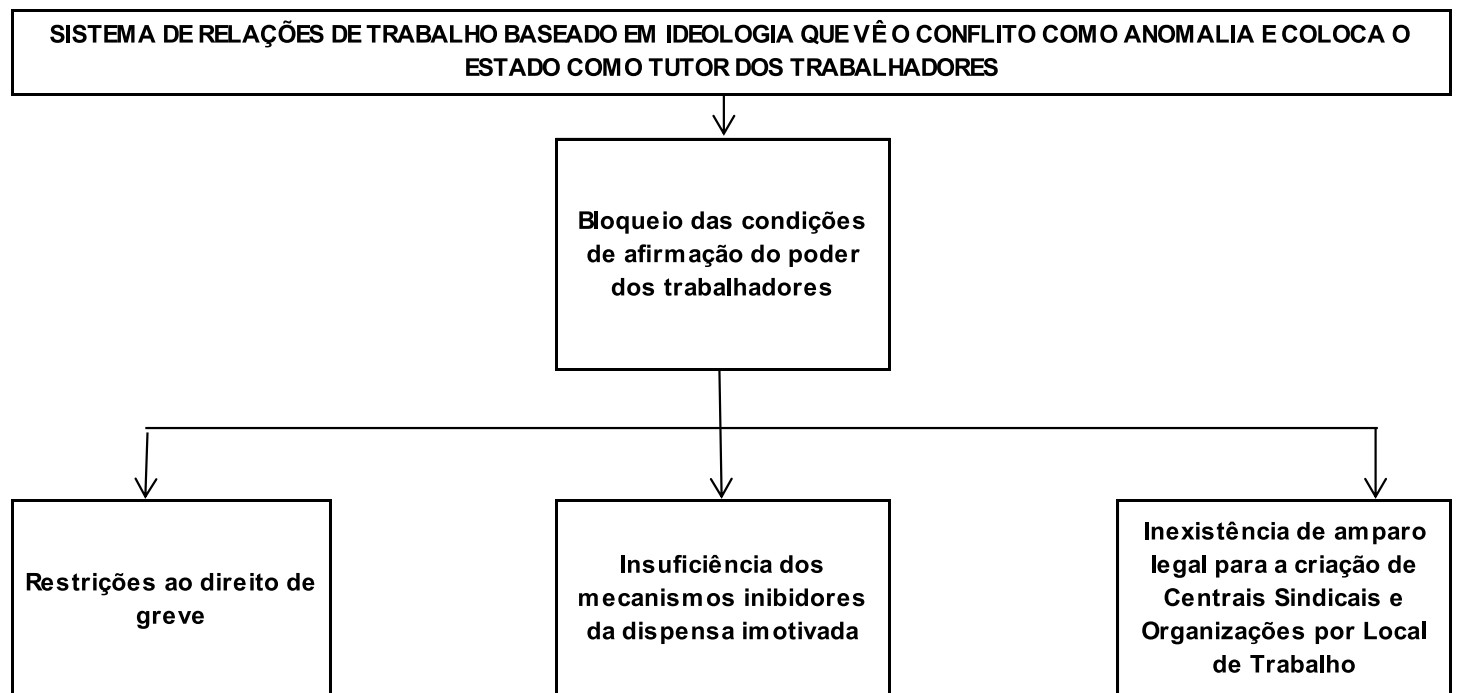 SISTEMA DE RELAÇÕES DE TRABALHO BASEADO EM IDEOLOGIA QUE VÊ O CONFLITO COMO ANOMALIA E COLOCA O
ESTADO COMO TUTOR DOS TRABALHADORES
Bloqueio das condições
de afirmação do poder
dos trabalhadores
Restrições ao direito de
greve
Insuficiência dos
mecanismos inibidores
da dispensa imotivada
Inexistência de amparo
legal para a criação de
Centrais Sindicais e
Organizações por Local
de Trabalho